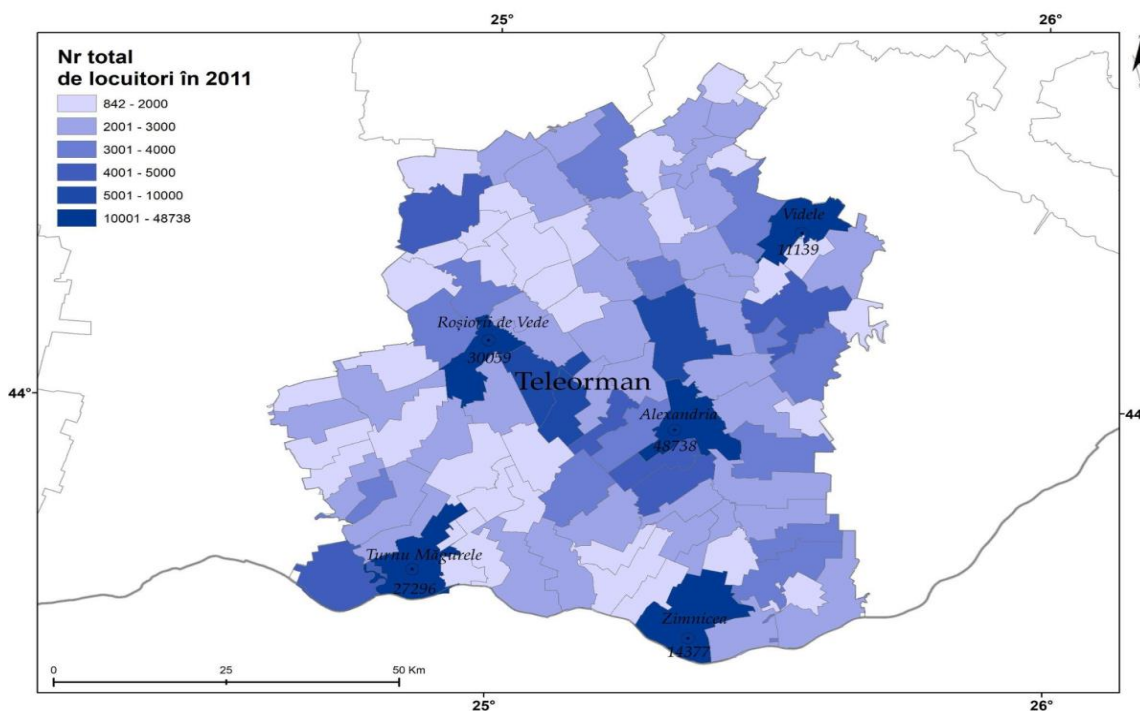 25°
26°
Nr total
de locuitori în 2011
842 - 2000
2001 - 3000
3001 - 4000
4001 - 5000
5001 - 10000
10001 - 48738
Videle
11139
Roșiorii de Vede
30059
Teleorman
44°
44
Alexandria
48738
Turnu Măgurele
27296
Zimnicea
14377
0 25 50 Km
25°
26°